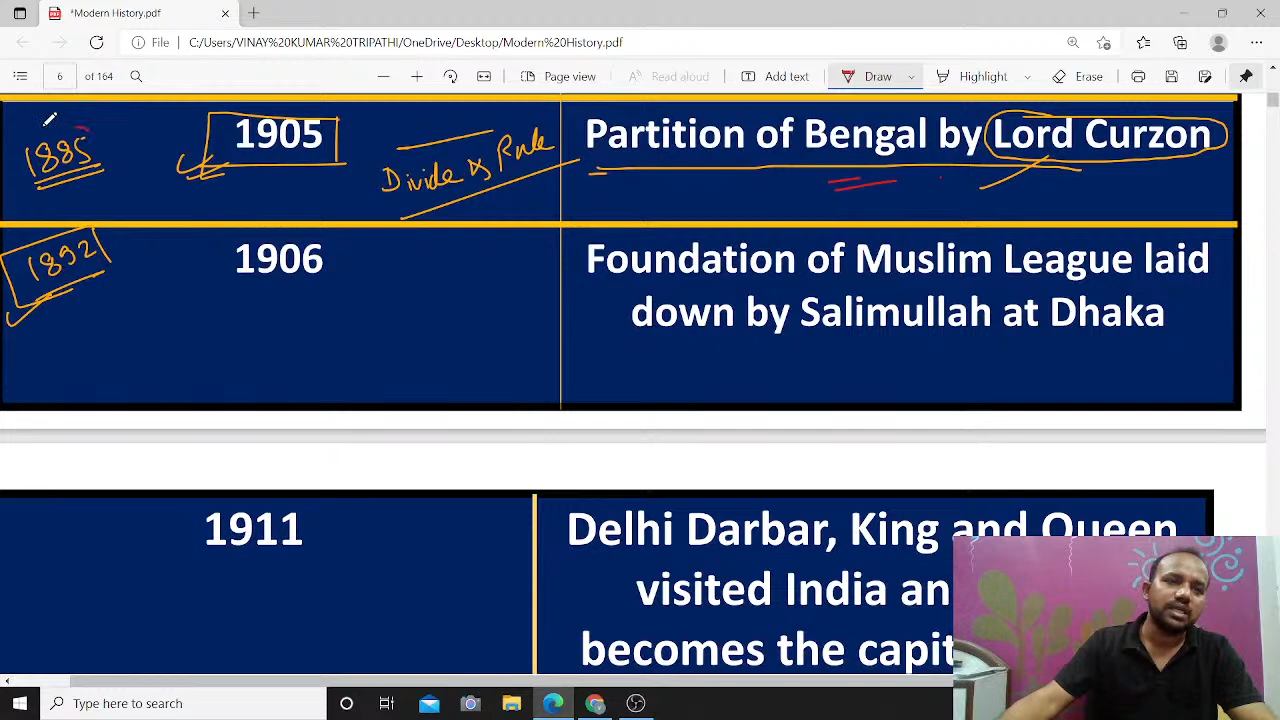 *Modern History.pdf
File
C:/Users/VINAY%20KUMAR%20TRIPATHI/OneDrive/Desktop/Modern%20History.pdf
6 of 164
Page view
Read aloud
Add text
Draw
Highlight
Erase
1885
1905
Divide & Rule
Partition of Bengal by Lord Curzon
1892
1906
Foundation of Muslim League laid
down by Salimullah at Dhaka
1911
Delhi Darbar, King and Queen
visited India an
becomes the capit
Type here to search